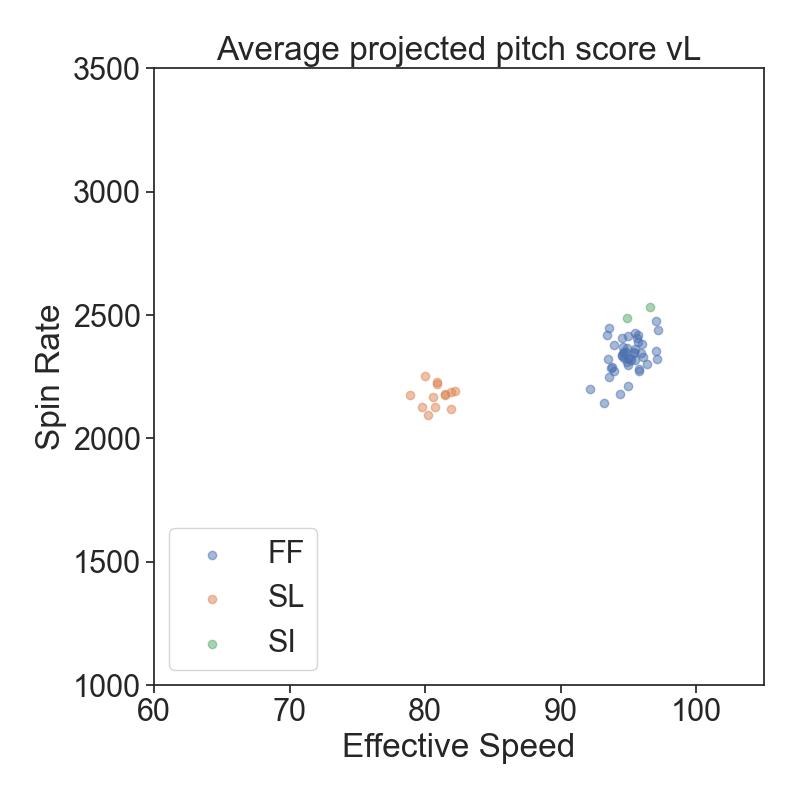 Average projected pitch score vL
3500
3000
2500
2000
1500
1000
Spin Rate
FF
SL
SI
60 70 80 90 100
Effective Speed